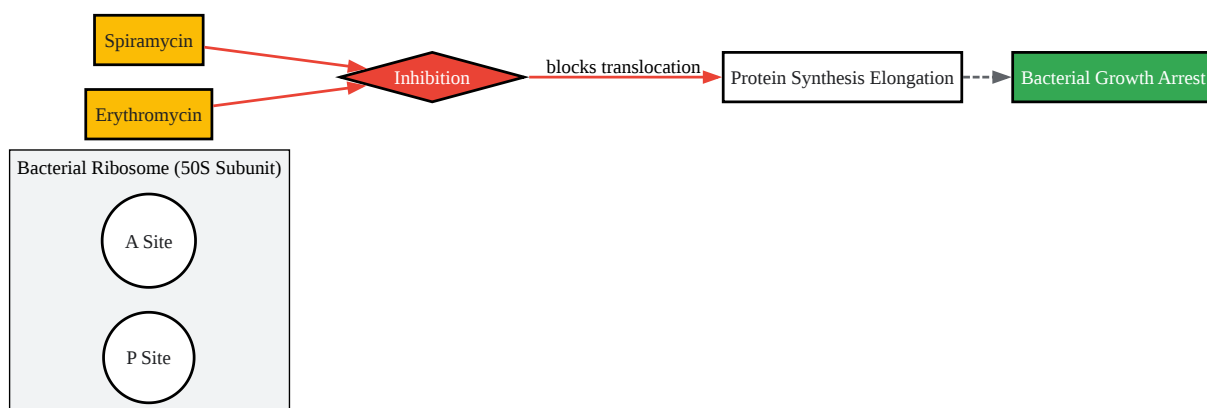 Spiramycin
Erythromycin
Inhibition
blocks translocation
Protein Synthesis Elongation
Bacterial Growth Arrest
Bacterial Ribosome (50S Subunit)
A Site
P Site